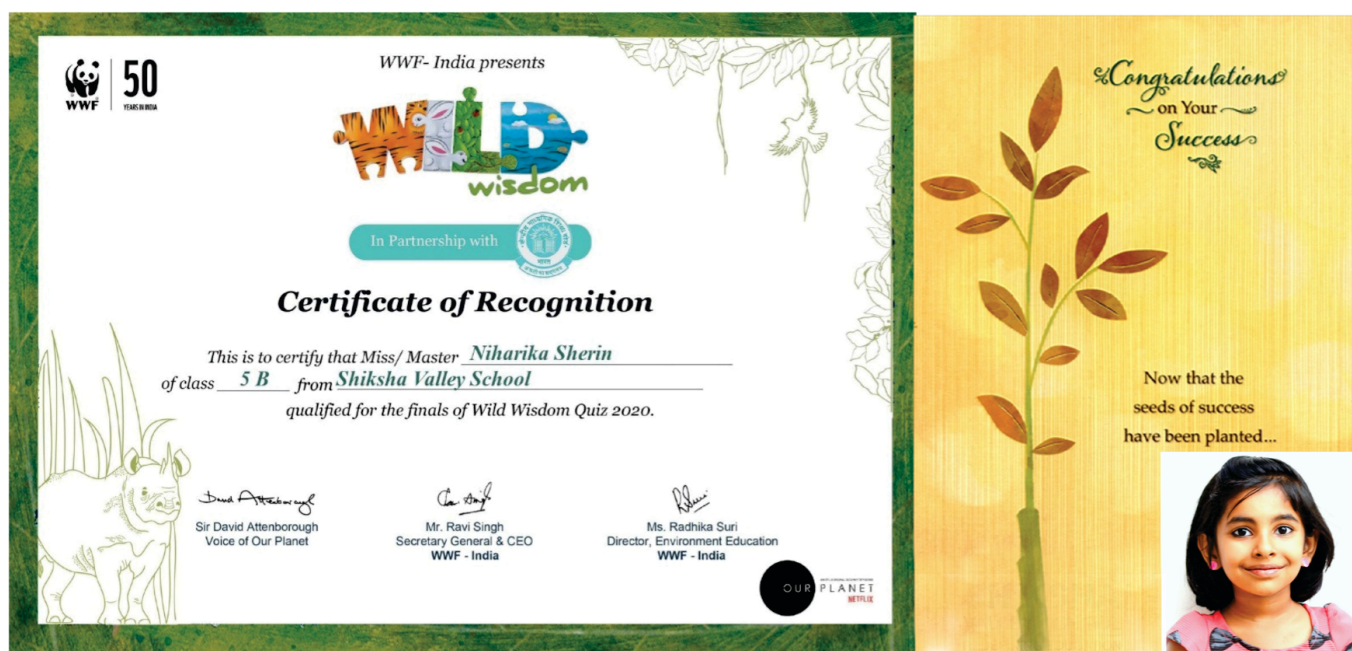 WWF
50
YEARS IN INDIA
WWF- India presents
WILD
wisdom
In Partnership with
भारत
Certificate of Recognition
This is to certify that Miss/ Master Niharika Sherin
of class 5 B from Shiksha Valley School
qualified for the finals of Wild Wisdom Quiz 2020.
David Attenborough
Sir David Attenborough
Voice of Our Planet
Mr. Ravi Singh
Secretary General & CEO
WWF - India
Ms. Radhika Suri
Director, Environment Education
WWF - India
OUR PLANET
NETFLIX
Congratulations
on Your
Success
Now that the
seeds of success
have been planted...